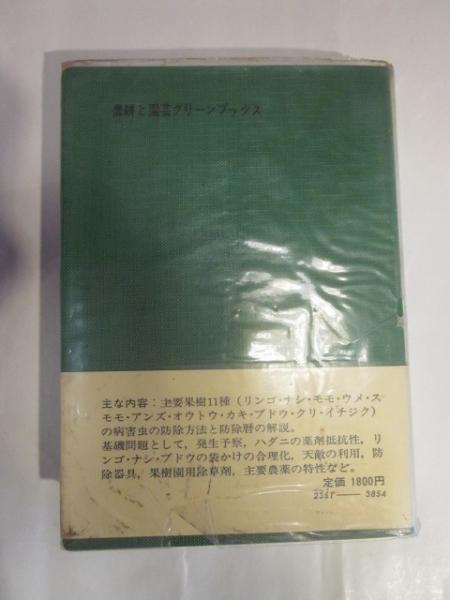 農耕と園芸グリーンブックス
主な内容：主要果樹11種（リンゴ・ナシ・モモ・ウメ・ス
モモ・アンズ・オウトウ・カキ・ブドウ・クリ・イチジク）
の病害虫の防除方法と防除暦の解説。
基礎問題として，発生予察，ハダニの薬剤抵抗性，リ
ンゴ・ナシ・ブドウの袋かけの合理化，天敵の利用，防
除器具，果樹園用除草剤，主要農薬の特性など。
定価 1800円
23ST—— 3854